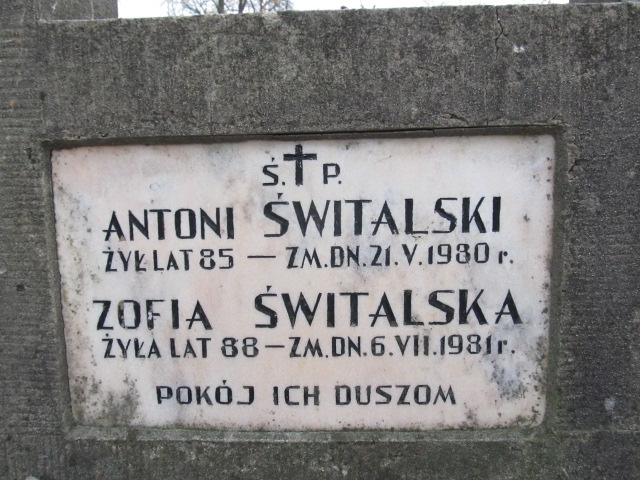 Ś. P.
ANTONI ŚWITALSKI
ŻYŁ LAT 85 — ZM. DN. 21. V. 1980 r.
ZOFIA ŚWITALSKA
ŻYŁA LAT 88 — ZM. DN. 6. VII. 1981 r.
POKÓJ ICH DUSZOM